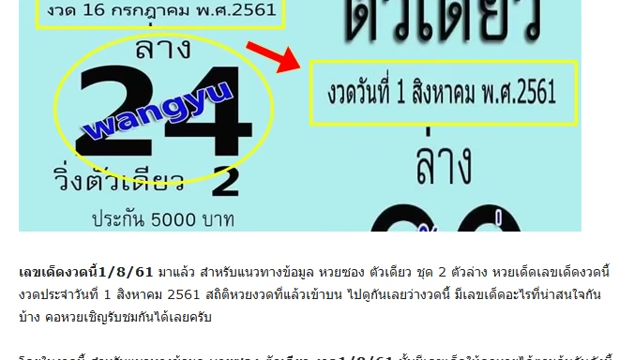 งวด 16 กรกฎาคม พ.ศ.2561
ล่าง
24
wangyu
วิ่งตัวเดียว 2
ประกัน 5000 บาท
ตัวเดียว
งวดวันที่ 1 สิงหาคม พ.ศ.2561
ล่าง
เลขเด็ดงวดนี้1/8/61 มาแล้ว สำหรับแนวทางข้อมูล หวยซอง ตัวเดียว ชุด 2 ตัวล่าง หวยเด็ดเลขเด็ดงวดนี้
งวดประจำวันที่ 1 สิงหาคม 2561 สถิติหวยงวดที่แล้วเข้าบน ไปดูกันเลยว่างวดนี้ มีเลขเด็ดอะไรที่น่าสนใจกัน
บ้าง คอหวยเชิญรับชมกันได้เลยครับ